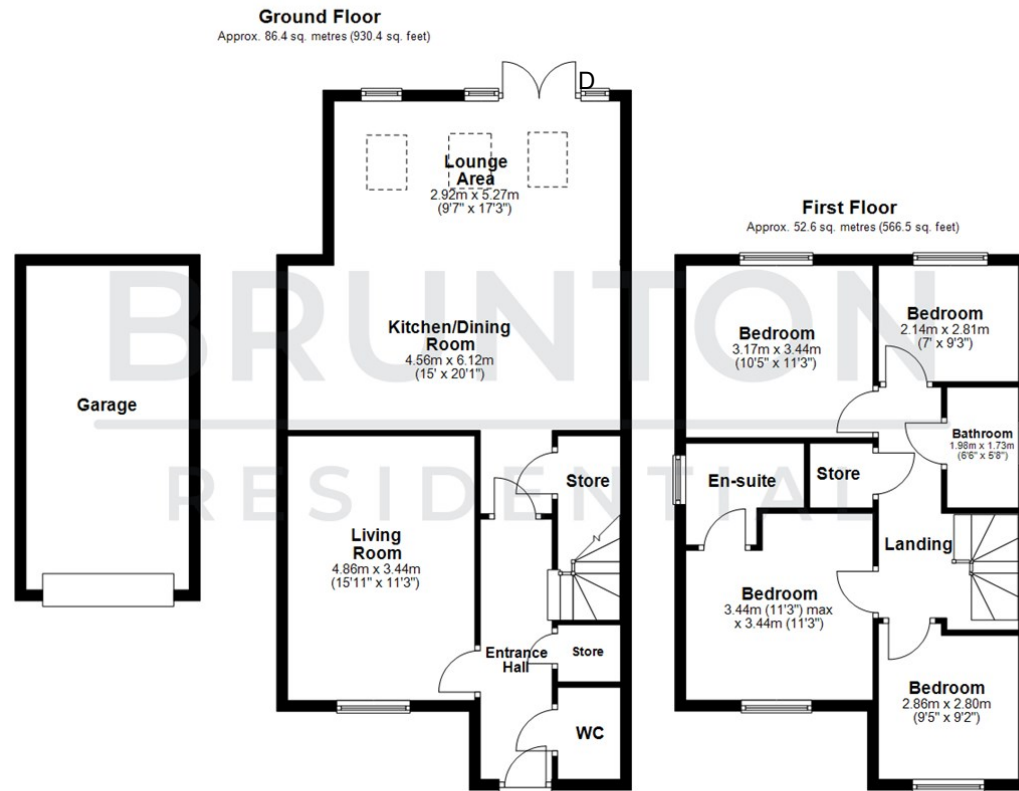 Ground Floor
Approx. 86.4 sq. metres (930.4 sq. feet)
D
Lounge
Area
2.92m x 5.27m
(9'7" x 17'3")
Kitchen/Dining
Room
4.56m x 6.12m
(15' x 20'1")
Garage
Store
Living
Room
4.86m x 3.44m
(15'11" x 11'3")
Entrance
Hall
Store
WC
First Floor
Approx. 52.6 sq. metres (566.5 sq. feet)
Bedroom
3.17m x 3.44m
(10'5" x 11'3")
Bedroom
2.14m x 2.81m
(7' x 9'3")
Bathroom
1.98m x 1.73m
(6'6" x 5'8")
En-suite
Store
Landing
Bedroom
3.44m (11'3") max
x 3.44m (11'3")
Bedroom
2.86m x 2.80m
(9'5" x 9'2")
BRUNTON
RESIDENTIAL